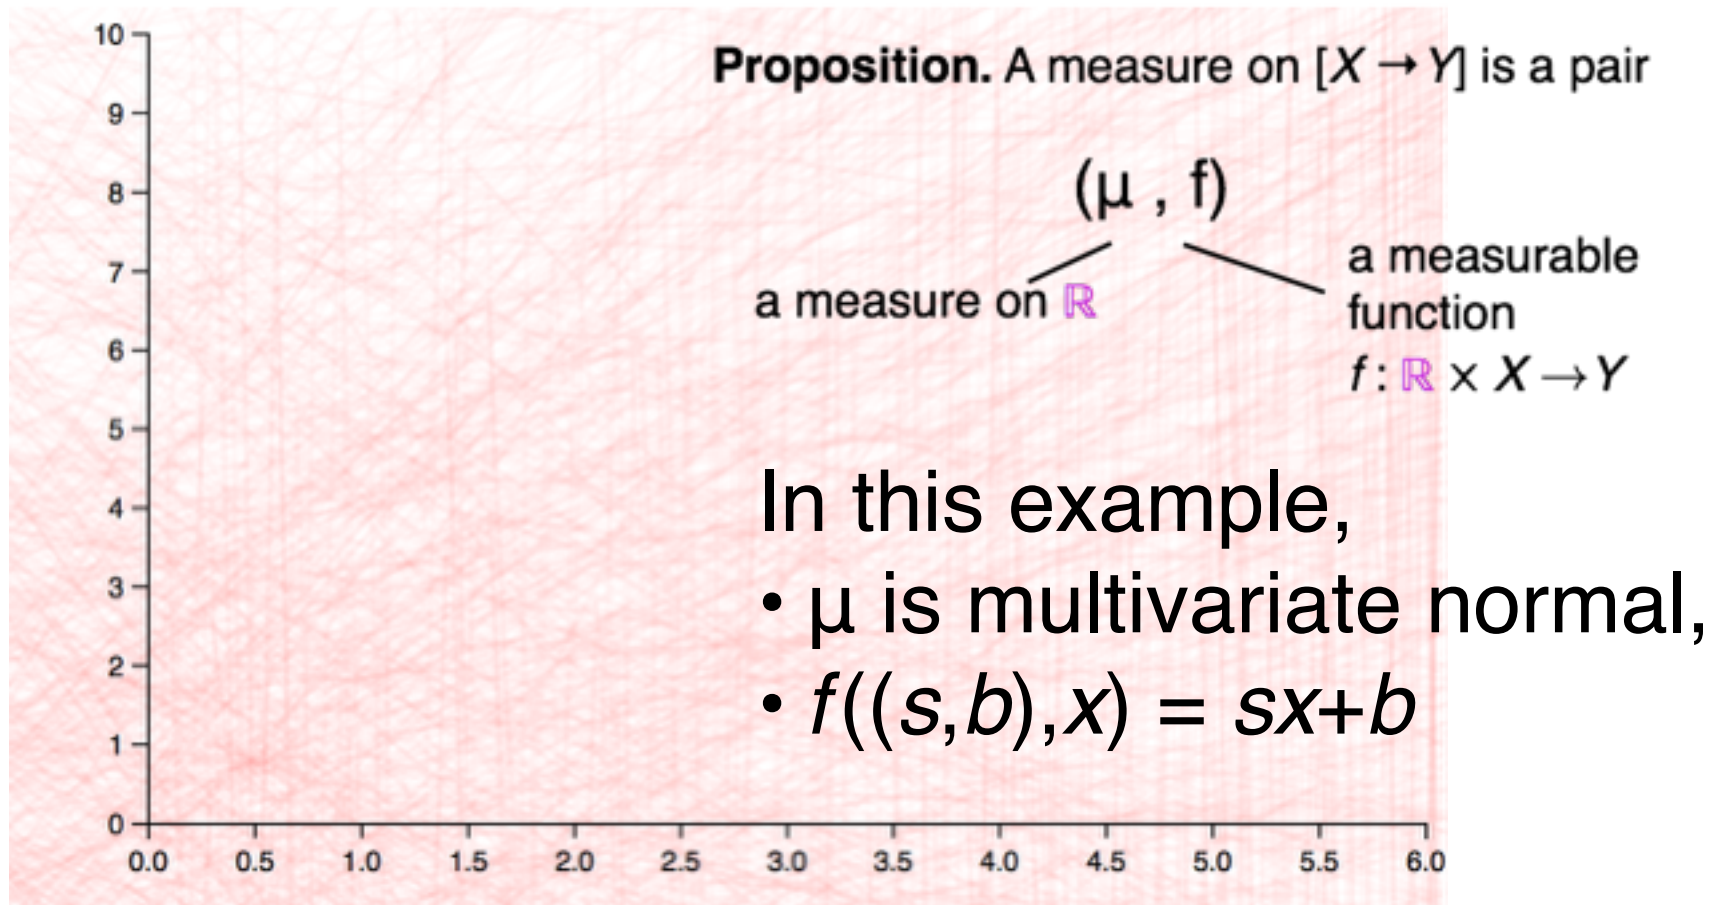 Proposition. A measure on [X → Y] is a pair
(μ , f)
a measure on ℝ
a measurable
function
f : ℝ × X → Y
In this example,
• μ is multivariate normal,
• f((s,b),x) = sx+b
10
9
8
7
6
5
4
3
2
1
0
0.0 0.5 1.0 1.5 2.0 2.5 3.0 3.5 4.0 4.5 5.0 5.5 6.0